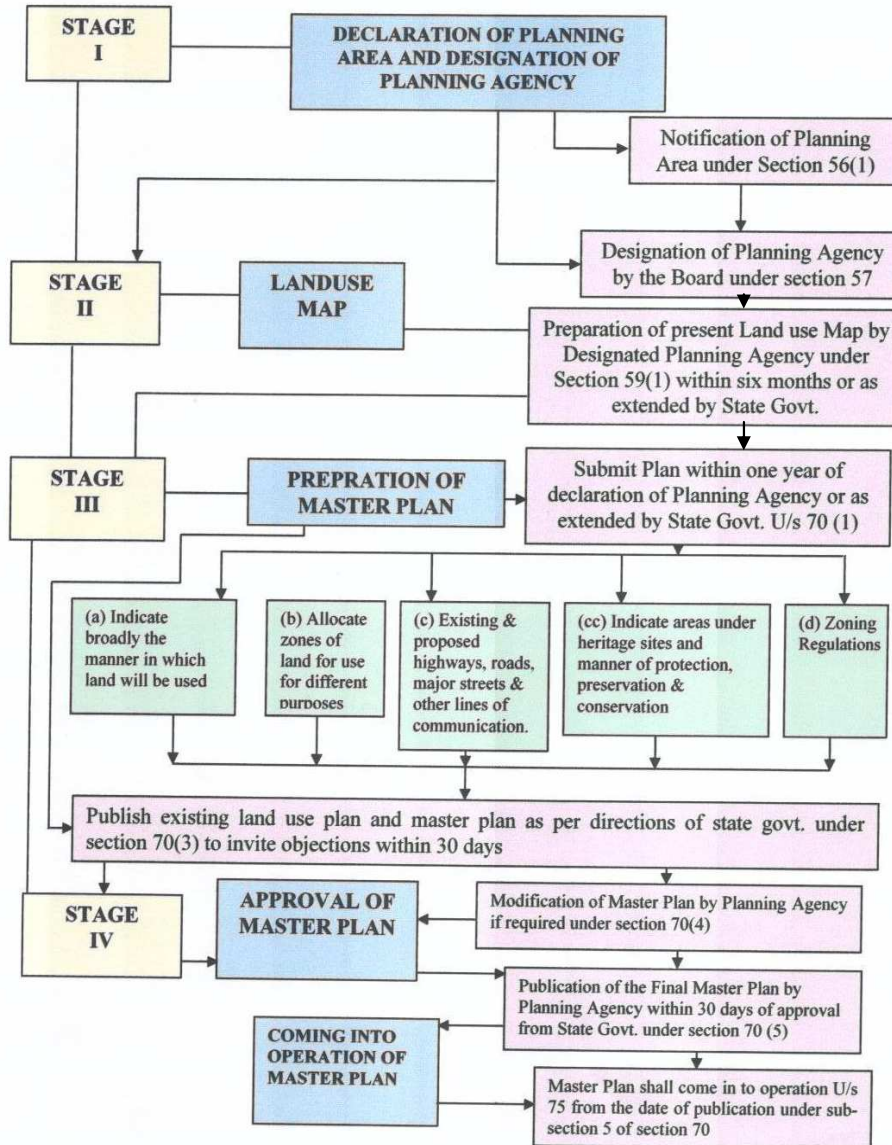 STAGE
I
DECLARATION OF PLANNING
AREA AND DESIGNATION OF
PLANNING AGENCY
Notification of Planning
Area under Section 56(1)
Designation of Planning Agency
by the Board under section 57
STAGE
II
LANDUSE
MAP
Preparation of present Land use Map by
Designated Planning Agency under
Section 59(1) within six months or as
extended by State Govt.
STAGE
III
PREPRATION OF
MASTER PLAN
Submit Plan within one year of
declaration of Planning Agency or as
extended by State Govt. U/s 70 (1)
(a) Indicate
broadly the
manner in which
land will be used
(b) Allocate
zones of
land for use
for different
purposes
(c) Existing &
proposed
highways, roads,
major streets &
other lines of
communication.
(cc) Indicate areas under
heritage sites and
manner of protection,
preservation &
conservation
(d) Zoning
Regulations
Publish existing land use plan and master plan as per directions of state govt. under
section 70(3) to invite objections within 30 days
STAGE
IV
APPROVAL OF
MASTER PLAN
Modification of Master Plan by Planning Agency
if required under section 70(4)
Publication of the Final Master Plan by
Planning Agency within 30 days of approval
from State Govt. under section 70 (5)
COMING INTO
OPERATION OF
MASTER PLAN
Master Plan shall come in to operation U/s
75 from the date of publication under sub-
section 5 of section 70